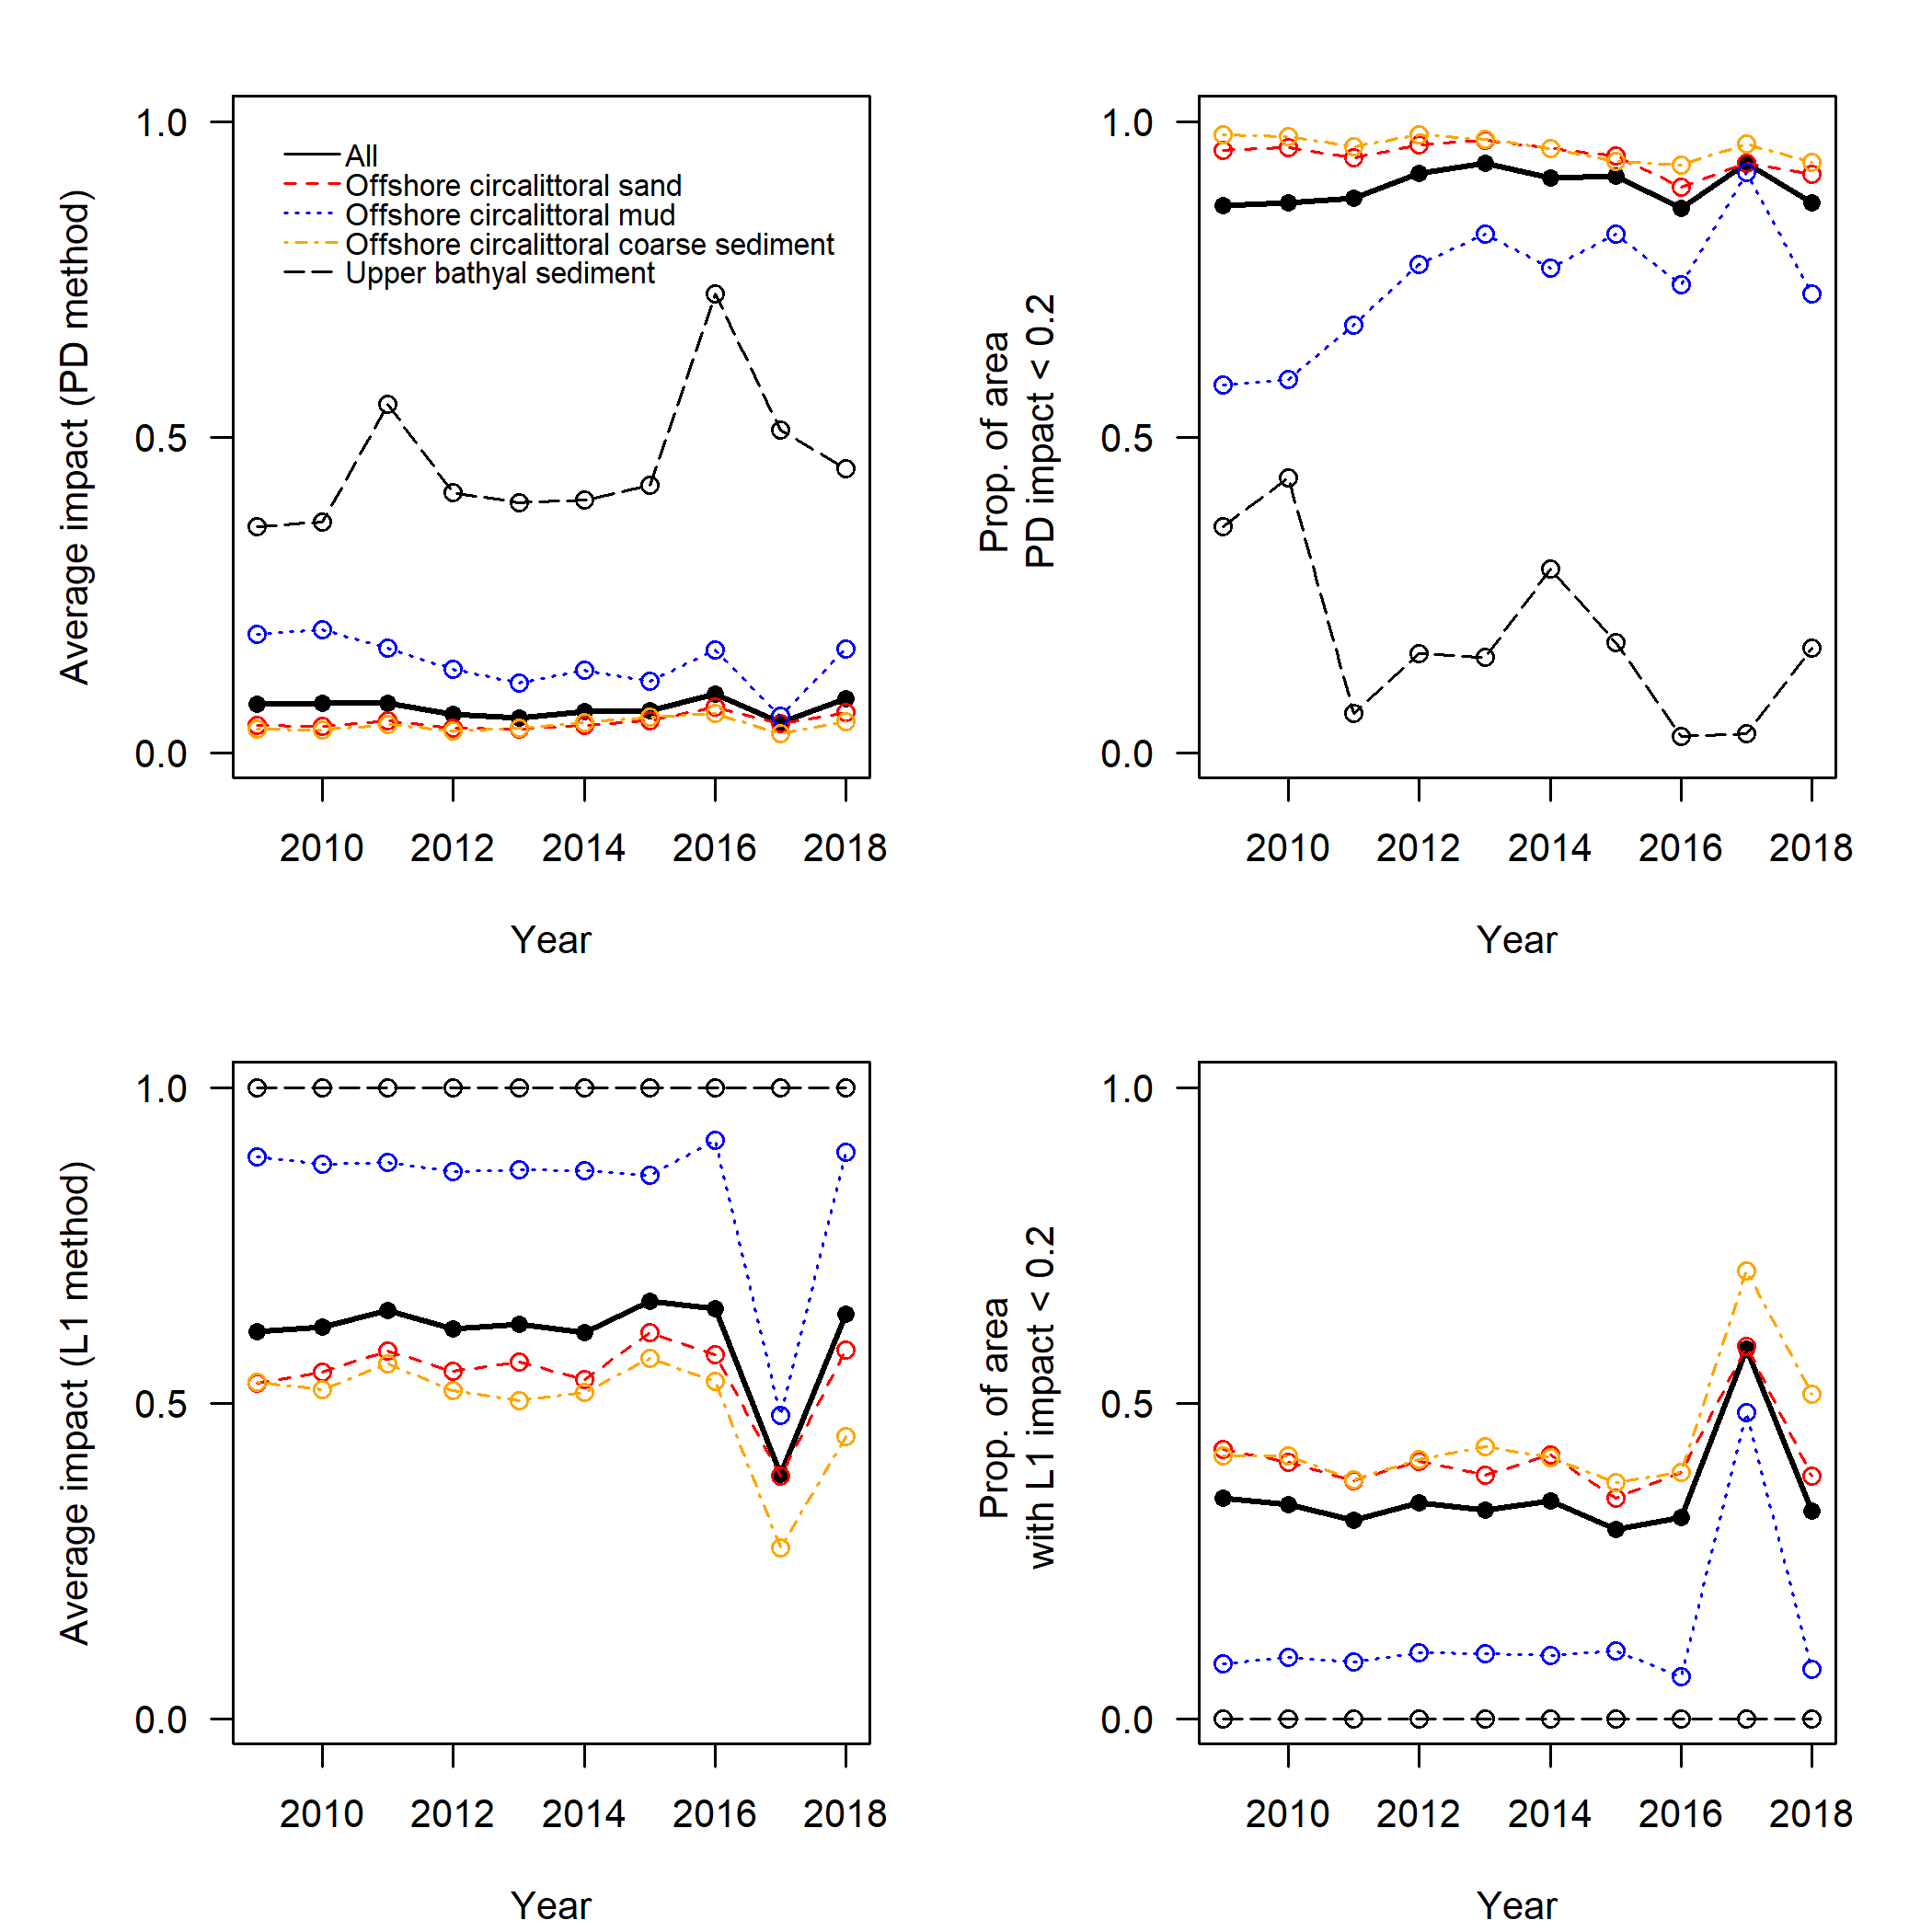 1.0
0.5
0.0
Average impact (PD method)
All
Offshore circalittoral sand
Offshore circalittoral mud
Offshore circalittoral coarse sediment
Upper bathyal sediment
2010 2012 2014 2016 2018
Year
1.0
0.5
0.0
Prop. of area
PD impact < 0.2
2010 2012 2014 2016 2018
Year
1.0
0.5
0.0
Average impact (L1 method)
2010 2012 2014 2016 2018
Year
1.0
0.5
0.0
Prop. of area
with L1 impact < 0.2
2010 2012 2014 2016 2018
Year